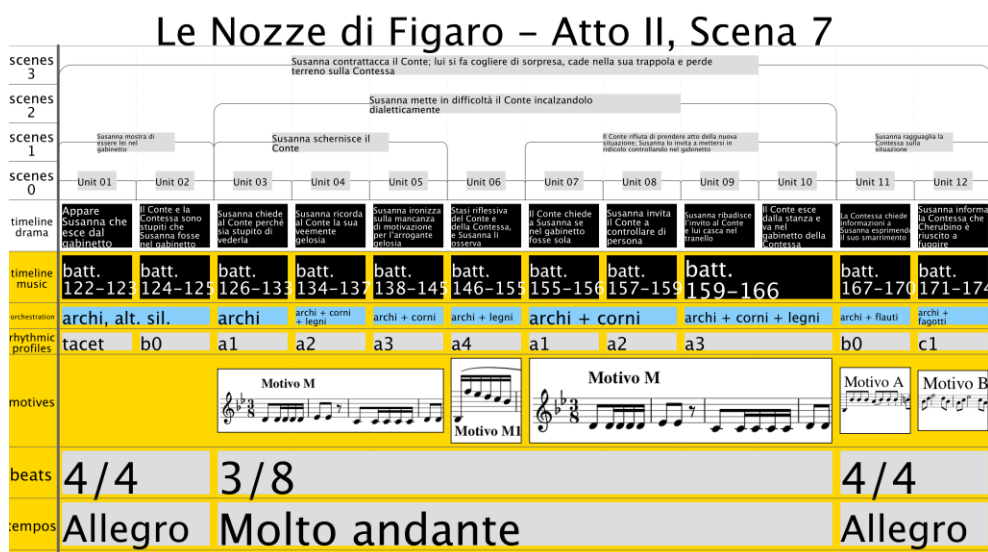 Le Nozze di Figaro – Atto II, Scena 7
scenes
3
Susanna contrattacca il Conte; lui si fa cogliere di sorpresa, cade nella sua trappola e perde
terreno sulla Contessa
scenes
2
Susanna mette in difficoltà il Conte incalzandolo
dialetticamente
scenes
1
Susanna mostra di
essere lei nel
gabinetto
Susanna schernisce il
Conte
Il Conte rifiuta di prendere atto della nuova
situazione; Susanna lo invita a mettersi in
ridicolo controllando nel gabinetto
Susanna ragguaglia la
Contessa sulla
situazione
scenes
0
Unit 01
Unit 02
Unit 03
Unit 04
Unit 05
Unit 06
Unit 07
Unit 08
Unit 09
Unit 10
Unit 11
Unit 12
timeline
drama
Appare
Susanna che
esce dal
gabinetto
Il Conte e la
Contessa sono
stupiti che
Susanna fosse
nel gabinetto
Susanna chiede
al Conte perché
sia stupito di
vederla
Susanna ricorda
al Conte la sua
veemente
gelosia
Susanna ironizza
sulla mancanza
di motivazione
per l'arrogante
gelosia
Stasi riflessiva
del Conte e
della Contessa,
e Susanna li
osserva
Il Conte chiede
a Susanna se
nel gabinetto
fosse sola
Susanna invita
il Conte a
controllare di
persona
Susanna ribadisce
l'invito al Conte
e lui casca nel
tranello
Il Conte esce
dalla stanza e
va nel
gabinetto della
Contessa
La Contessa chiede
informazioni a
Susanna esprimendo
il suo smarrimento
Susanna informa
la Contessa che
Cherubino è
riuscito a
fuggire
timeline
music
batt.
122-123
batt.
124-125
batt.
126-133
batt.
134-137
batt.
138-145
batt.
146-155
batt.
155-156
batt.
157-159
batt.
159-166
batt.
167-170
batt.
171-174
orchestration
archi, alt. sil.
archi
archi + corni
+ legni
archi + corni
archi + legni
archi + corni
archi + corni + legni
archi + flauti
archi +
fagotti
rhythmic
profiles
tacet
b0
a1
a2
a3
a4
a1
a2
a3
b0
c1
motives
Motivo M
Motivo M1
Motivo M
Motivo A
Motivo B
beats
4/4
3/8
4/4
tempos
Allegro
Molto andante
Allegro